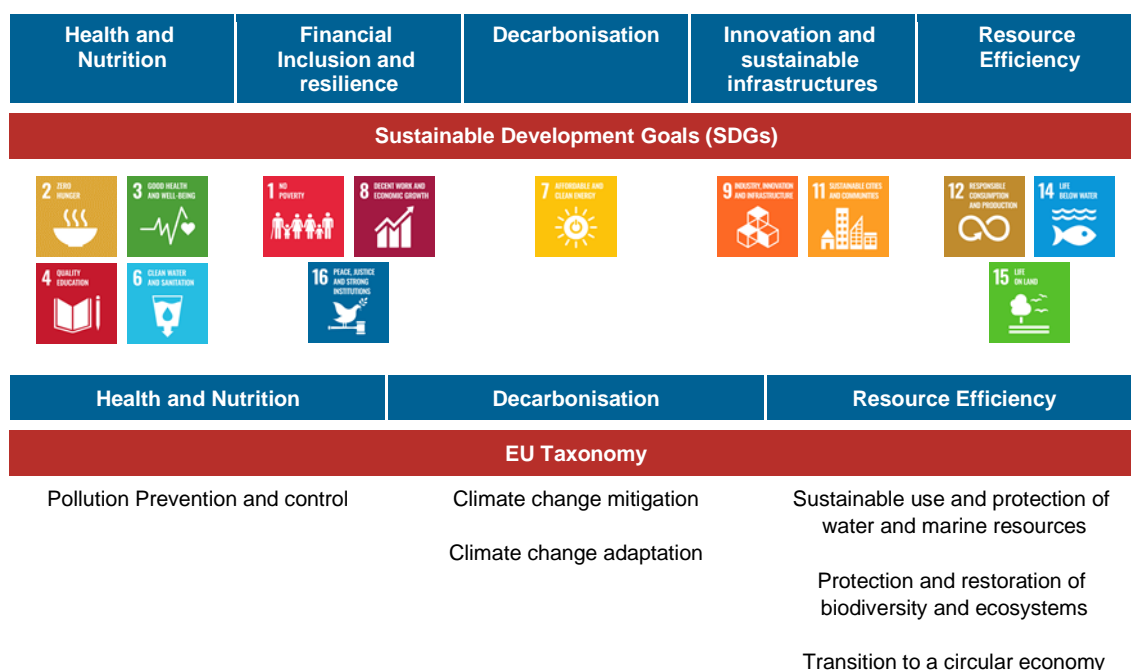 Health and
Nutrition
Financial
Inclusion and
resilience
Decarbonisation
Innovation and
sustainable
infrastructures
Resource
Efficiency
Sustainable Development Goals (SDGs)
2 ZERO
HUNGER
3 GOOD HEALTH
AND WELL-BEING
1 NO
POVERTY
8 DECENT WORK AND
ECONOMIC GROWTH
7 AFFORDABLE AND
CLEAN ENERGY
9 INDUSTRY, INNOVATION
AND INFRASTRUCTURE
11 SUSTAINABLE CITIES
AND COMMUNITIES
12 RESPONSIBLE
CONSUMPTION
AND PRODUCTION
14 LIFE
BELOW WATER
4 QUALITY
EDUCATION
6 CLEAN WATER
AND SANITATION
16 PEACE, JUSTICE
AND STRONG
INSTITUTIONS
15 LIFE
ON LAND
Health and Nutrition
Decarbonisation
Resource Efficiency
EU Taxonomy
Pollution Prevention and control
Climate change mitigation
Climate change adaptation
Sustainable use and protection of
water and marine resources
Protection and restoration of
biodiversity and ecosystems
Transition to a circular economy